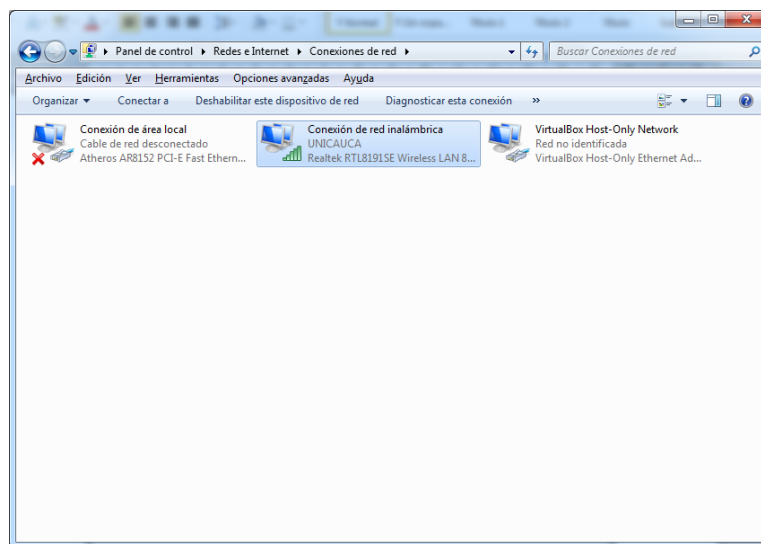 Panel de control Redes e Internet Conexiones de red Buscar Conexiones de red
Archivo Edición Ver Herramientas Opciones avanzadas Ayuda
Organizar Conectar a Deshabilitar este dispositivo de red Diagnosticar esta conexión »
Conexión de área local
Cable de red desconectado
Atheros AR8152 PCI-E Fast Ethern...
Conexión de red inalámbrica
UNICAUCA
Realtek RTL8191SE Wireless LAN 8...
VirtualBox Host-Only Network
Red no identificada
VirtualBox Host-Only Ethernet Ad...